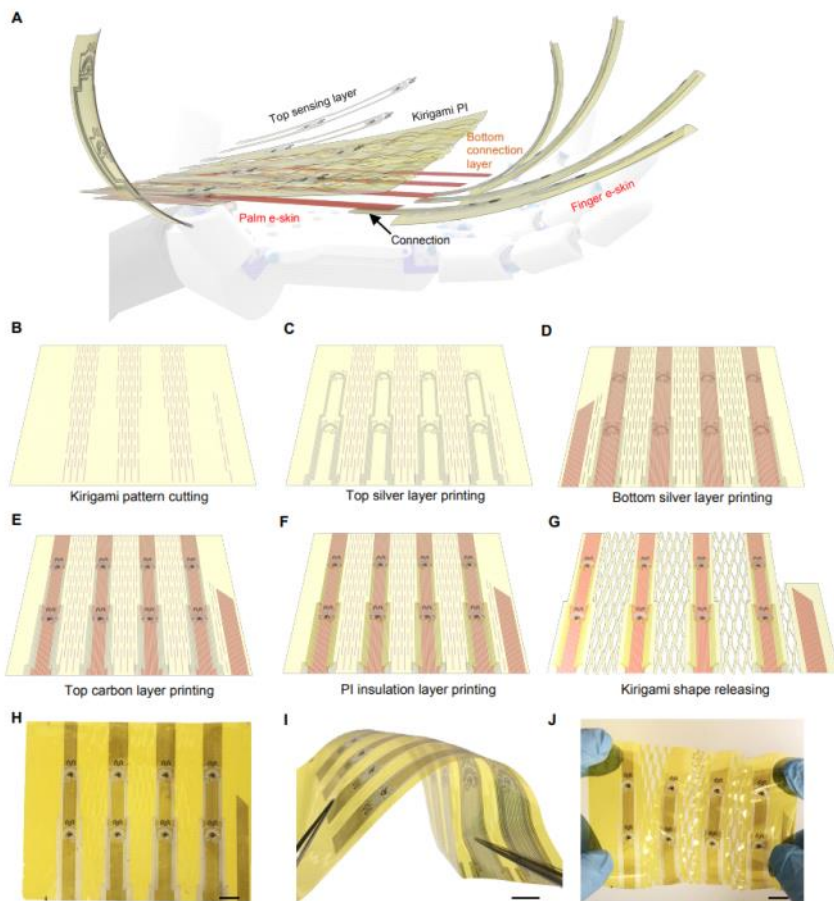 A
Top sensing layer
Kirigami PI
Bottom
connection
layer
Palm e-skin
Connection
Finger e-skin
B
Kirigami pattern cutting
C
Top silver layer printing
D
Bottom silver layer printing
E
Top carbon layer printing
F
PI insulation layer printing
G
Kirigami shape releasing
H
I
J